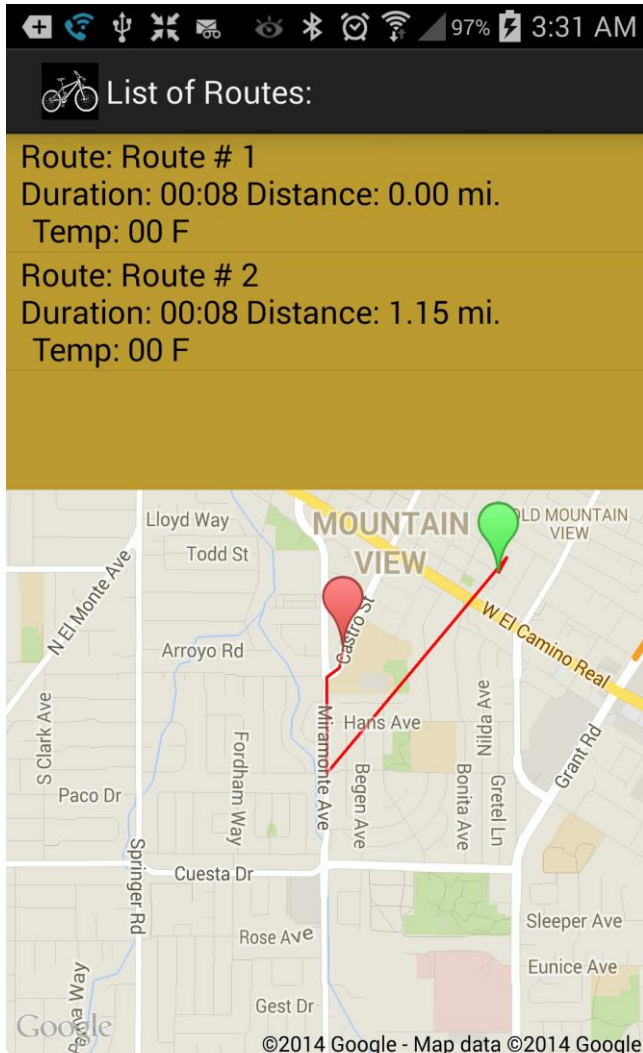 97% 3:31 AM
List of Routes:
Route: Route # 1
Duration: 00:08 Distance: 0.00 mi.
Temp: 00 F
Route: Route # 2
Duration: 00:08 Distance: 1.15 mi.
Temp: 00 F
Lloyd Way
MOUNTAIN
VIEW
OLD MOUNTAIN
VIEW
Todd St
N El Monte Ave
Castro St
W El Camino Real
Arroyo Rd
S Clark Ave
Fordham Way
Miramonte Ave
Hans Ave
Nilda Ave
Grant Rd
Paco Dr
Begen Ave
Bonita Ave
Gretel Ln
Springer Rd
Cuesta Dr
Rose Ave
Sleeper Ave
Eunice Ave
Way
Gest Dr
Google
©2014 Google - Map data ©2014 Google